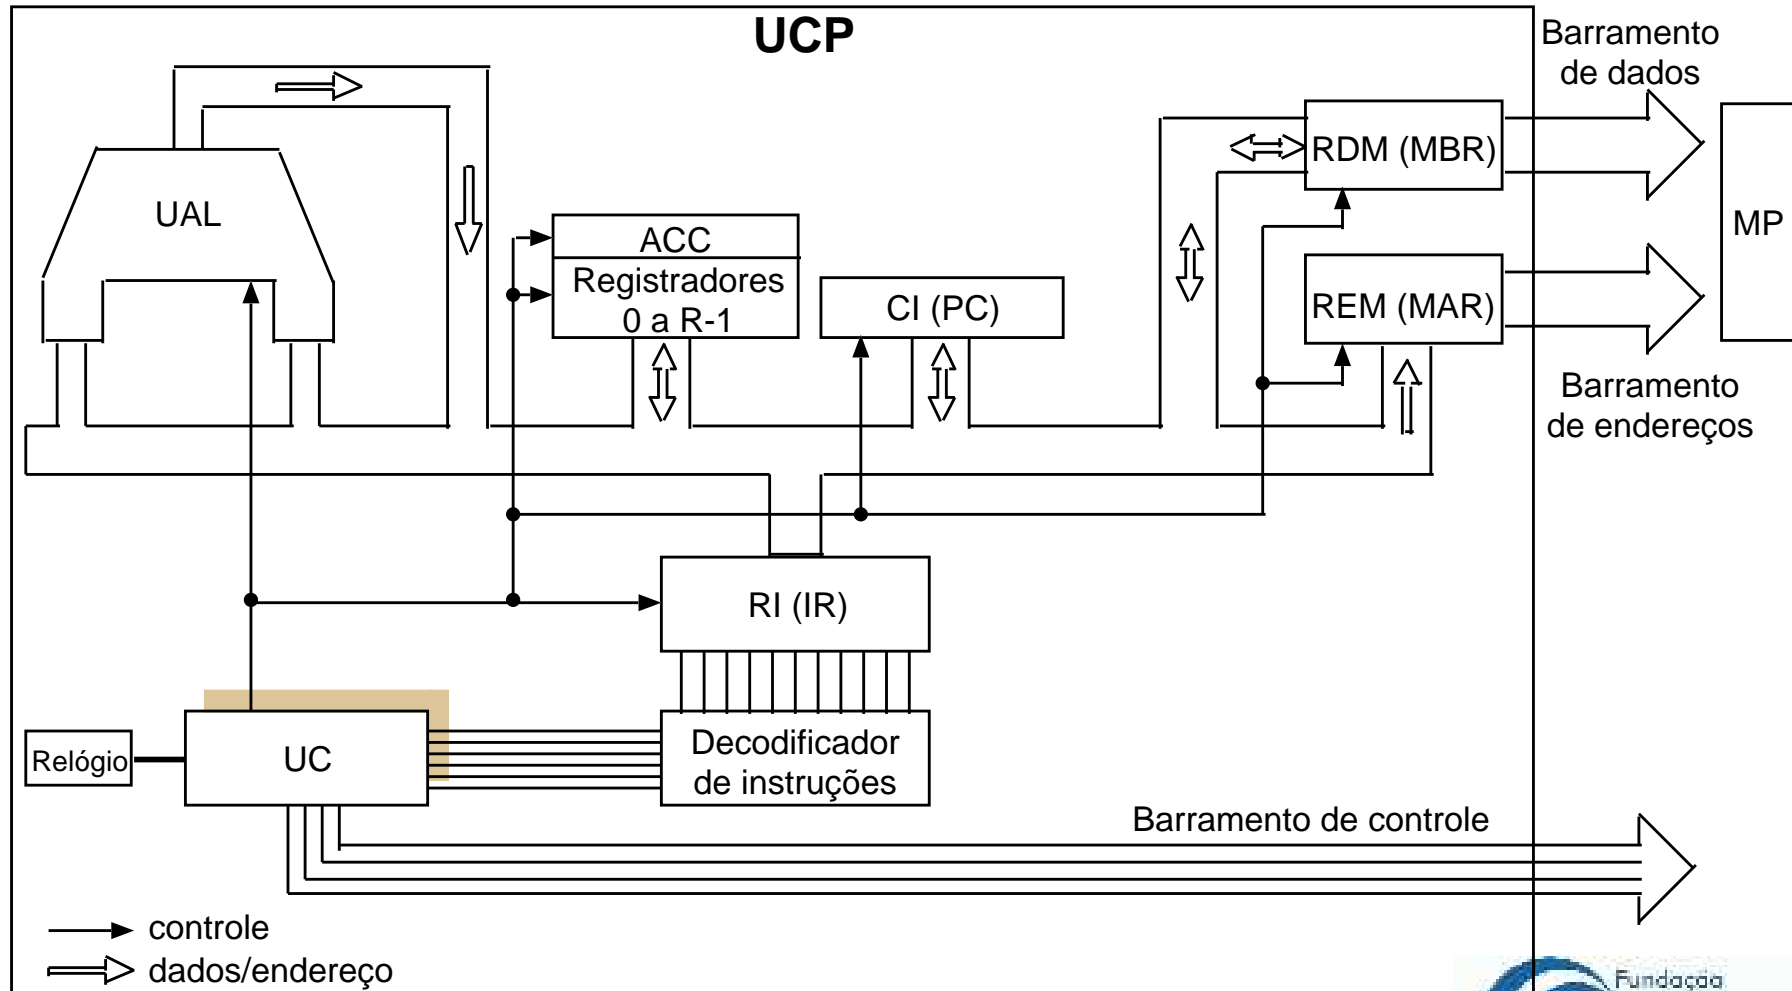 UCP
Barramento
de dados
RDM (MBR)
UAL
MP
ACC
Registradores
0 a R-1
CI (PC)
REM (MAR)
Barramento
de endereços
RI (IR)
Relógio
UC
Decodificador
de instruções
Barramento de controle
controle
dados/endereço
Fundação